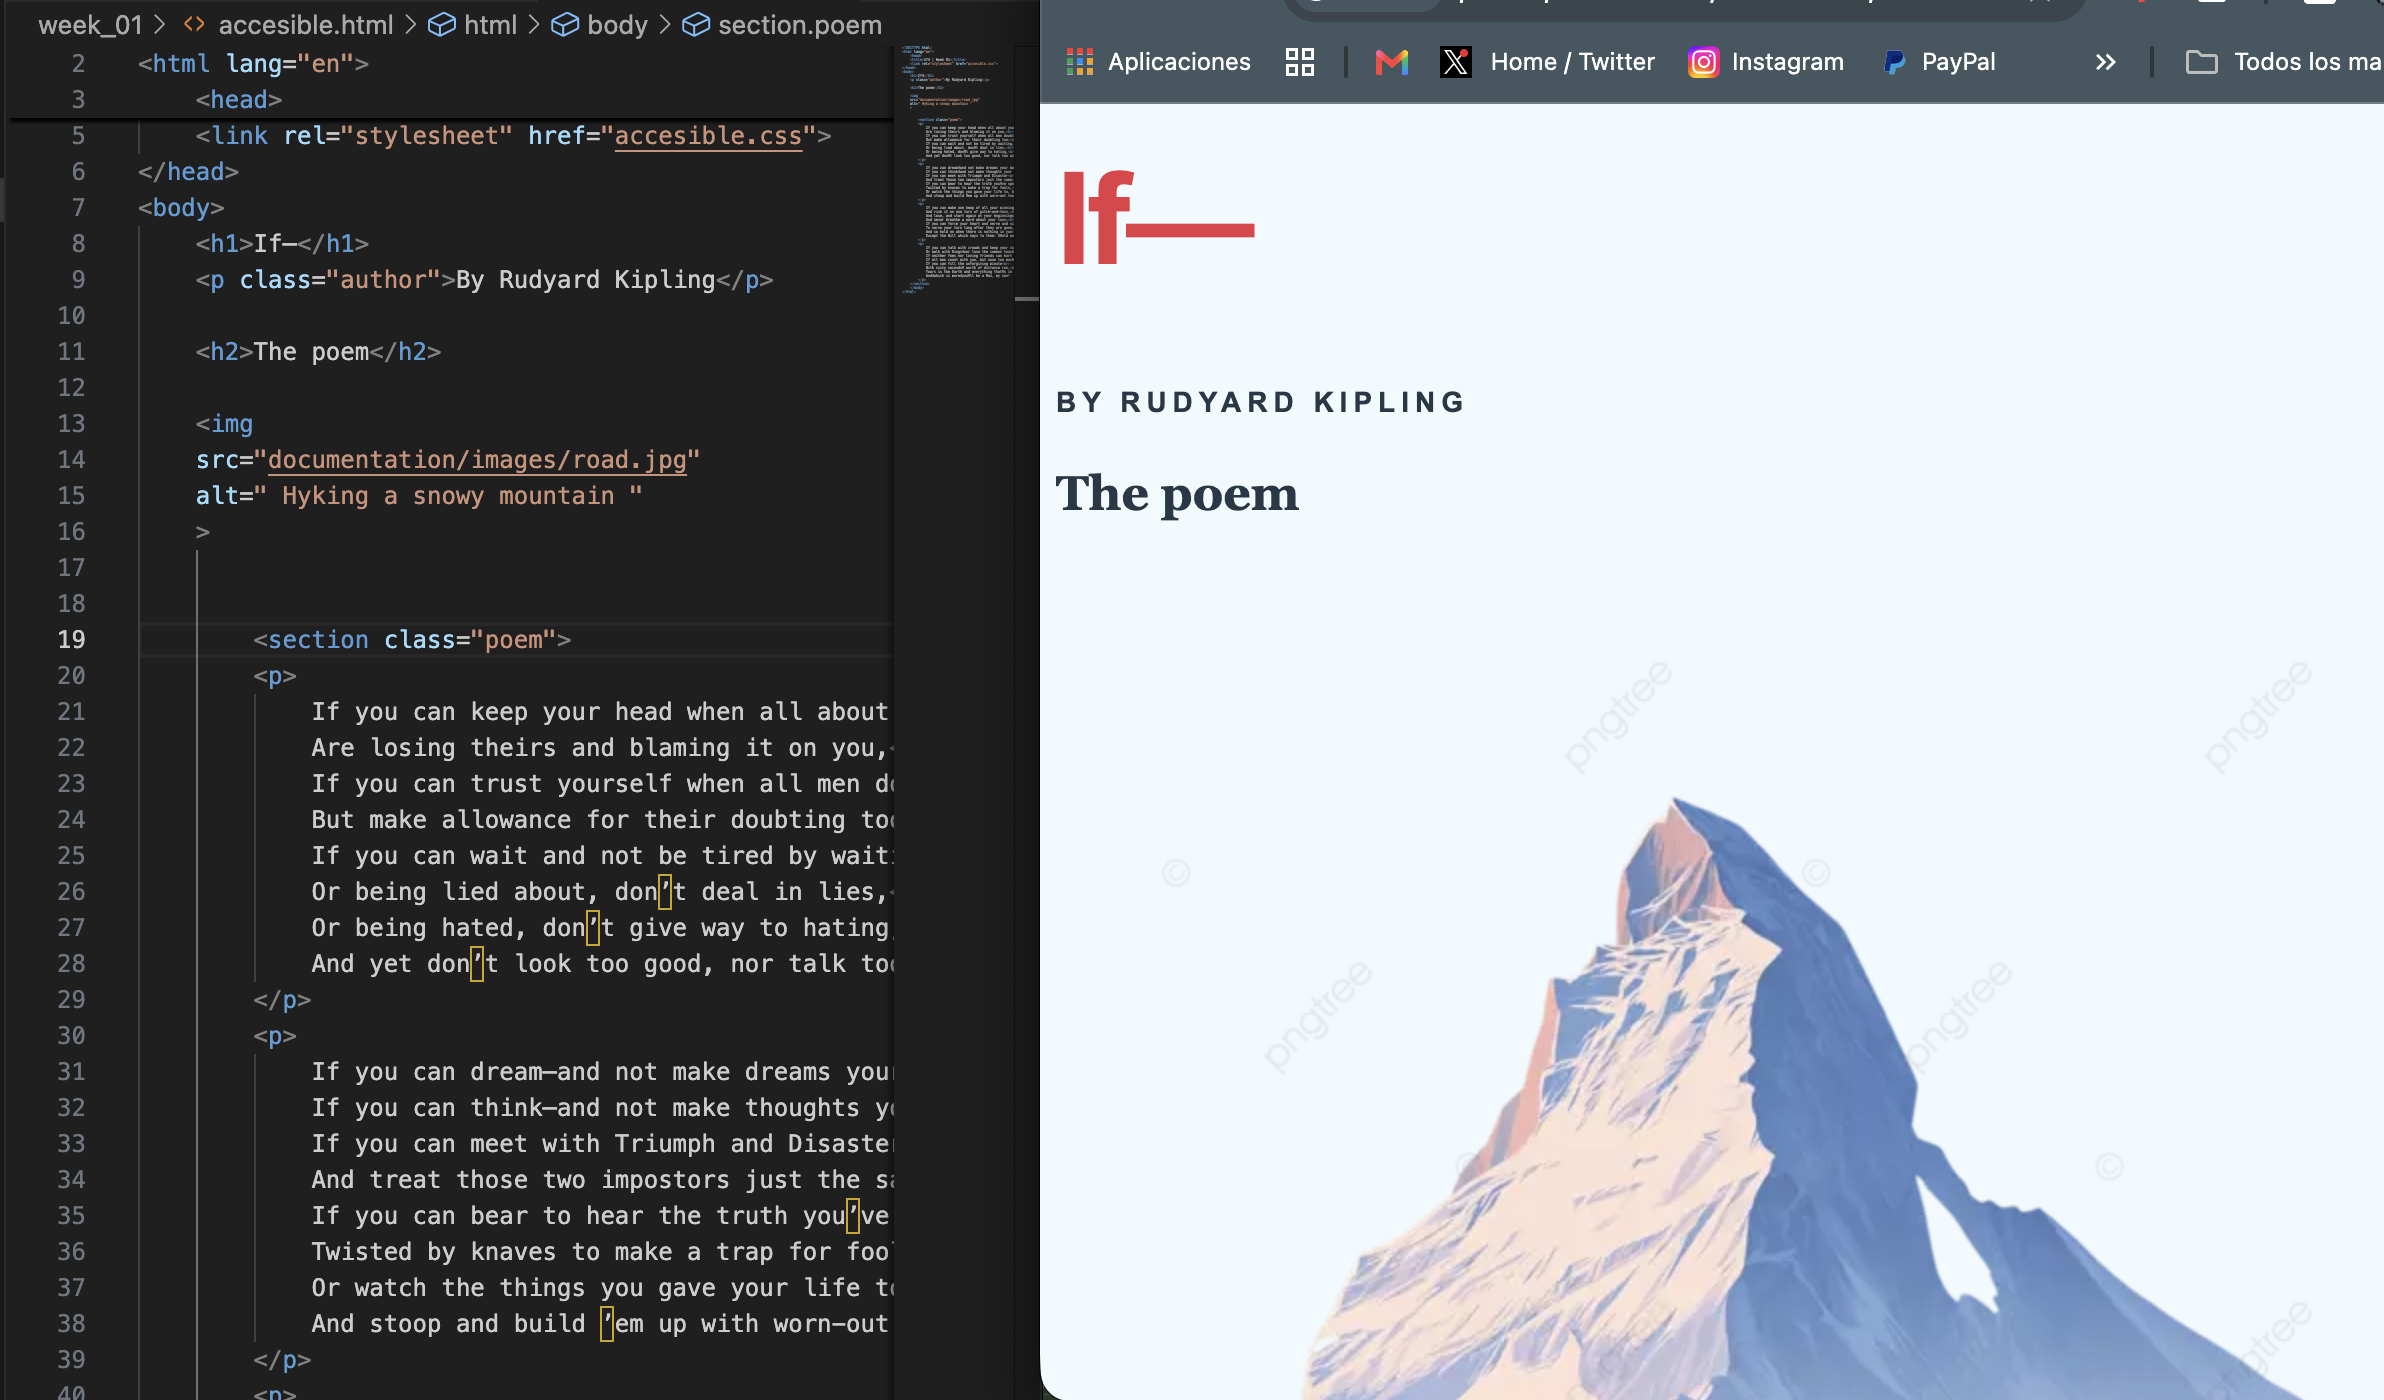 week_01 > <> accesible.html > html > body > section.poem
2 <html lang="en">
3 <head>
5 <link rel="stylesheet" href="accesible.css">
6 </head>
7 <body>
8 <h1>If—</h1>
9 <p class="author">By Rudyard Kipling</p>
10
11 <h2>The poem</h2>
12
13 <img
14 src="documentation/images/road.jpg"
15 alt=" Hyking a snowy mountain "
16 >
17
18
19 <section class="poem">
20 <p>
21 If you can keep your head when all about
22 Are losing theirs and blaming it on you,
23 If you can trust yourself when all men
24 But make allowance for their doubting
25 If you can wait and not be tired by
26 Or being lied about, don’t deal in lies,
27 Or being hated, don’t give way to hating
28 And yet don’t look too good, nor talk
29 </p>
30 <p>
31 If you can dream—and not make dreams
32 If you can think—and not make thoughts
33 If you can meet with Triumph and
34 And treat those two impostors just the
35 If you can bear to hear the truth you’ve
36 Twisted by knaves to make a trap for
37 Or watch the things you gave your life
38 And stoop and build ’em up with worn-out
39 </p>
40 <p>
Aplicaciones
Home / Twitter
Instagram
PayPal
»
Todos los
If—
BY RUDYARD KIPLING
The poem
pngtree
pngtree
©
©
pngtree
pngtree
©